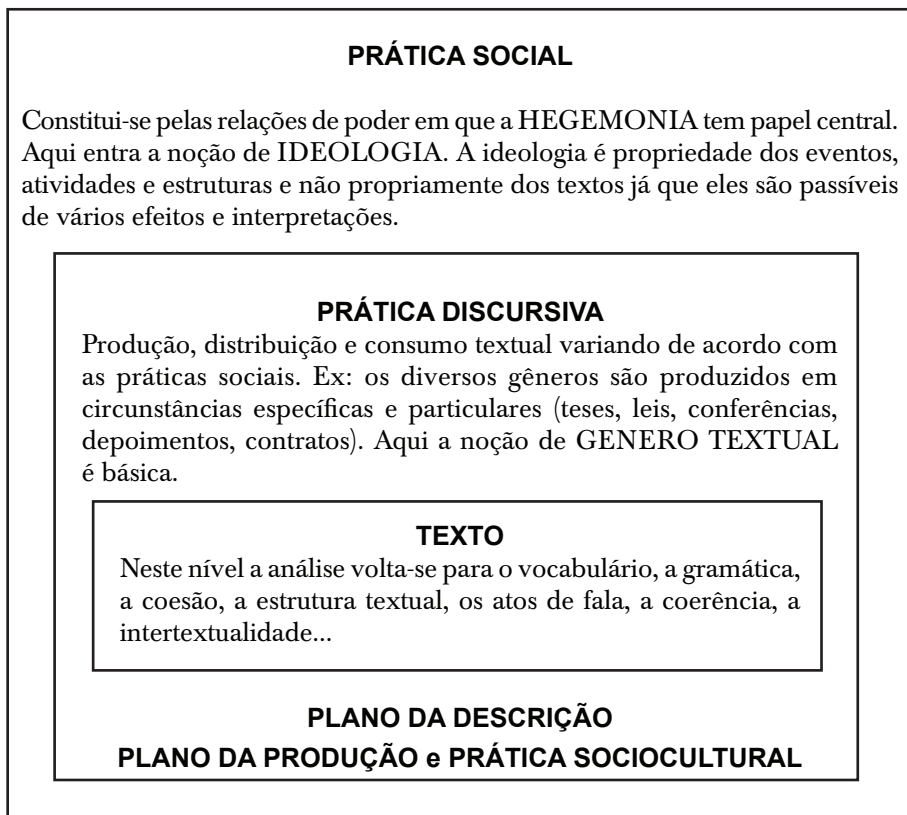 PRÁTICA SOCIAL
Constitui-se pelas relações de poder em que a HEGEMONIA tem papel central.
Aqui entra a noção de IDEOLOGIA. A ideologia é propriedade dos eventos,
atividades e estruturas e não propriamente dos textos já que eles são passíveis
de vários efeitos e interpretações.
PRÁTICA DISCURSIVA
Produção, distribuição e consumo textual variando de acordo com
as práticas sociais. Ex: os diversos gêneros são produzidos em
circunstâncias específicas e particulares (teses, leis, conferências,
depoimentos, contratos). Aqui a noção de GENERO TEXTUAL
é básica.
TEXTO
Neste nível a análise volta-se para o vocabulário, a gramática,
a coesão, a estrutura textual, os atos de fala, a coerência, a
intertextualidade...
PLANO DA DESCRIÇÃO
PLANO DA PRODUÇÃO e PRÁTICA SOCIOCULTURAL